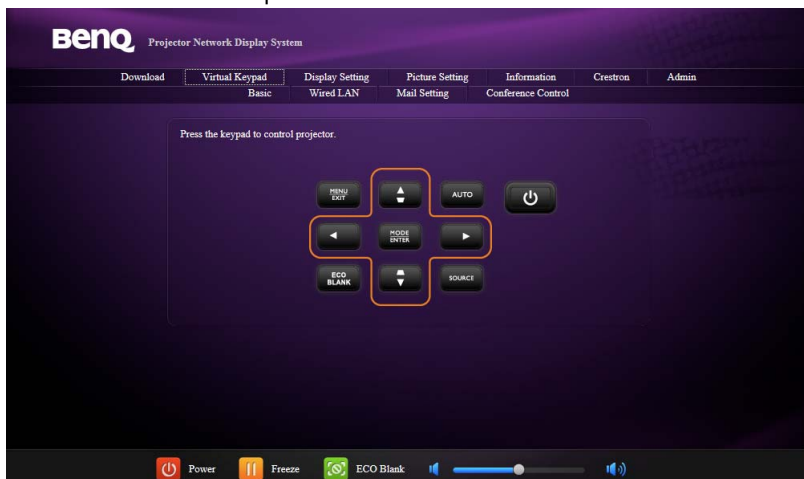 BenQ Projector Network Display System
Download Virtual Keypad Display Setting Picture Setting Information Crestron Admin
Basic Wired LAN Mail Setting Conference Control
Press the keypad to control projector.
MENU
EXIT
AUTO
MODE
ENTER
ECO
BLANK
SOURCE
Power Freeze ECO Blank